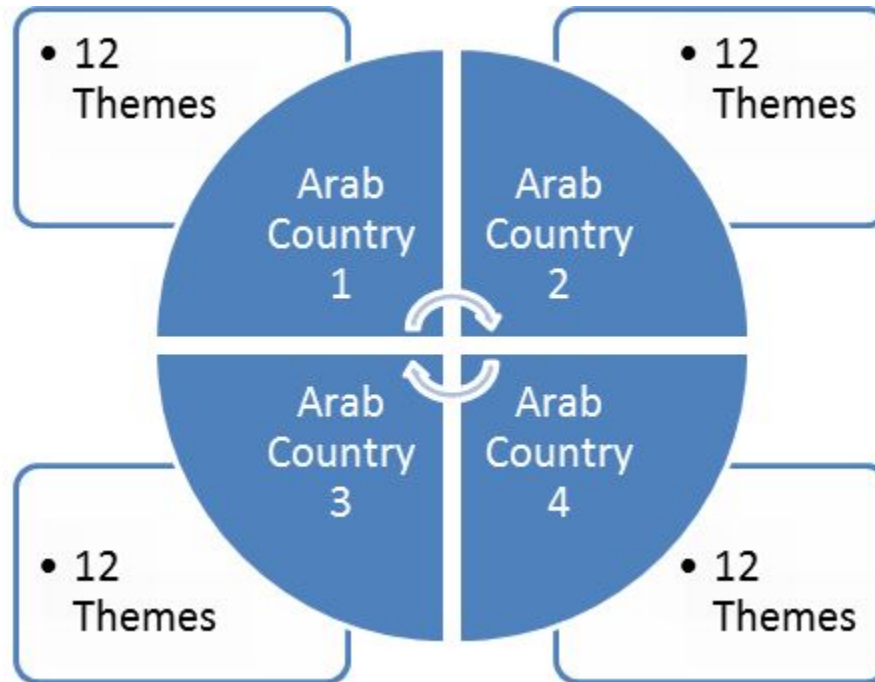 • 12
Themes
• 12
Themes
Arab
Country
1
Arab
Country
2
Arab
Country
3
Arab
Country
4
• 12
Themes
• 12
Themes